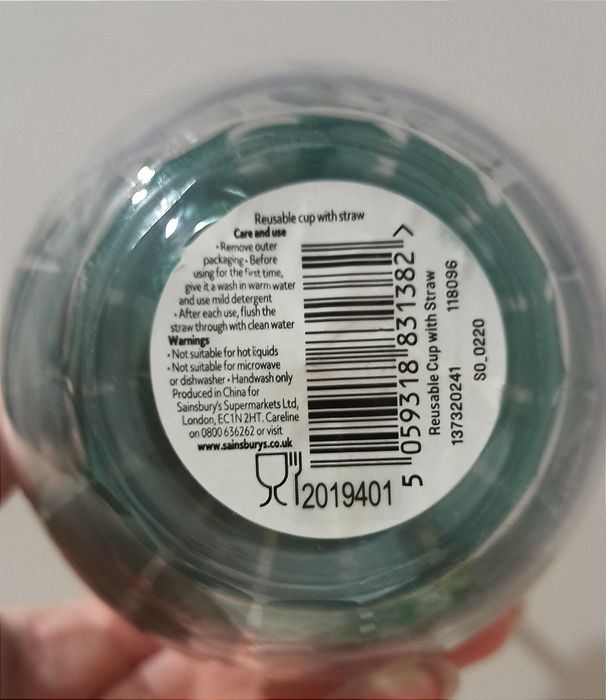 Reusable cup with straw
Care and use
• Remove outer
packaging • Before
using for the first time,
give it a wash in warm water
and use mild detergent
• After each use, flush the
straw through with clean water
Warnings
• Not suitable for hot liquids
• Not suitable for microwave
or dishwasher • Handwash only
Produced in China for
Sainsbury's Supermarkets Ltd,
London, EC1N 2HT. Careline
on 0800 636262 or visit
www.sainsburys.co.uk
2019401
5 059318 831382 >
Reusable Cup with Straw
137320241 118096
S0_0220